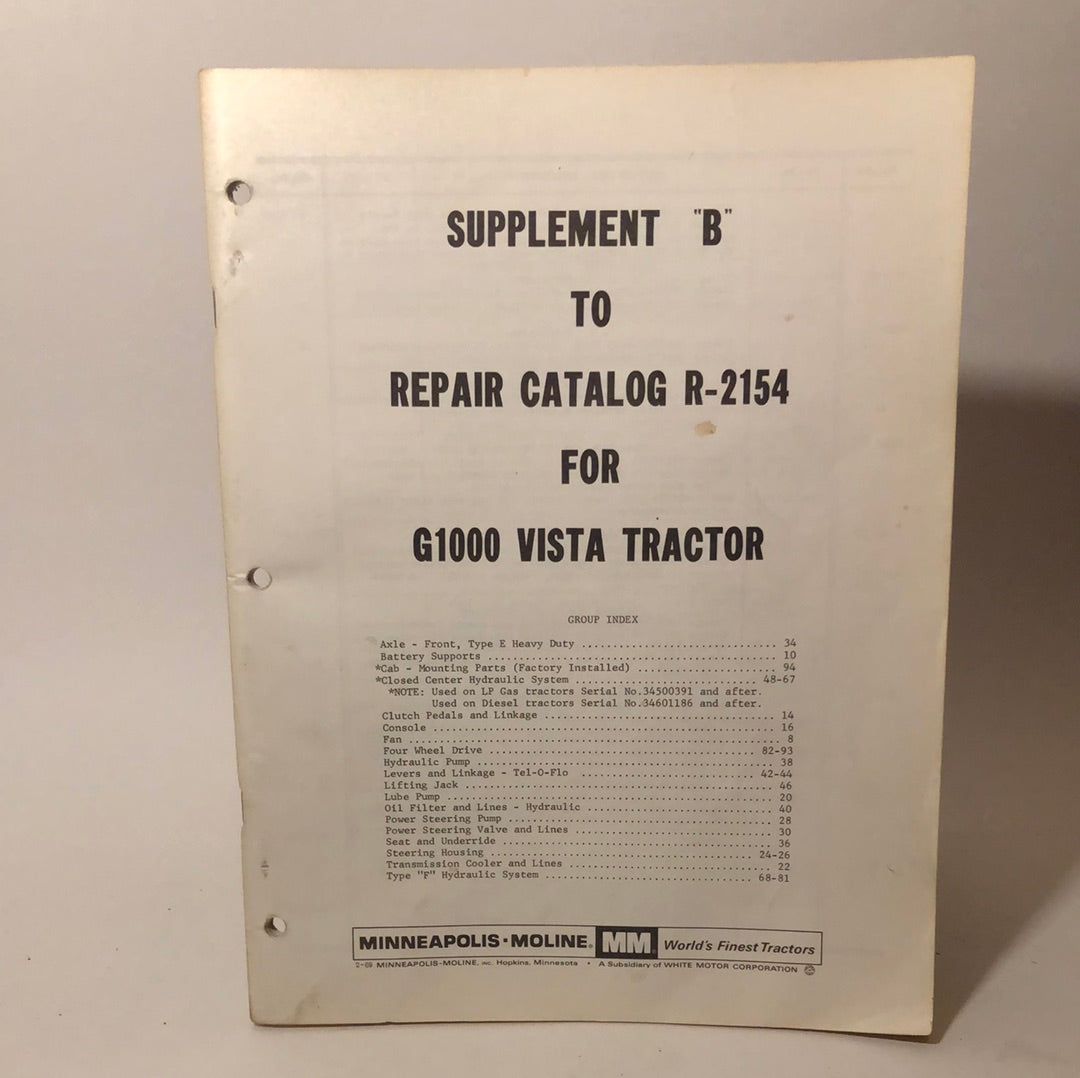 SUPPLEMENT "B"
TO
REPAIR CATALOG R-2154
FOR
G1000 VISTA TRACTOR
GROUP INDEX
Axle - Front, Type E Heavy Duty .......................... 34
Battery Supports .......................... 10
*Cab - Mounting Parts (Factory Installed) .......................... 94
*Closed Center Hydraulic System .......................... 48-67
*NOTE: Used on LP Gas tractors Serial No.34500391 and after.
Used on Diesel tractors Serial No.34601186 and after.
Clutch Pedals and Linkage .......................... 14
Console .......................... 16
Fan .......................... 8
Four Wheel Drive .......................... 82-93
Hydraulic Pump .......................... 38
Levers and Linkage - Tel-O-Flo .......................... 42-44
Lifting Jack .......................... 46
Lube Pump .......................... 20
Oil Filter and Lines - Hydraulic .......................... 40
Power Steering Pump .......................... 28
Power Steering Valve and Lines .......................... 30
Seat and Underride .......................... 36
Steering Housing .......................... 24-26
Transmission Cooler and Lines .......................... 22
Type "F" Hydraulic System .......................... 68-81
MINNEAPOLIS-MOLINE® MM® World's Finest Tractors
2-69 MINNEAPOLIS-MOLINE, INC. Hopkins, Minnesota • A Subsidiary of WHITE MOTOR CORPORATION